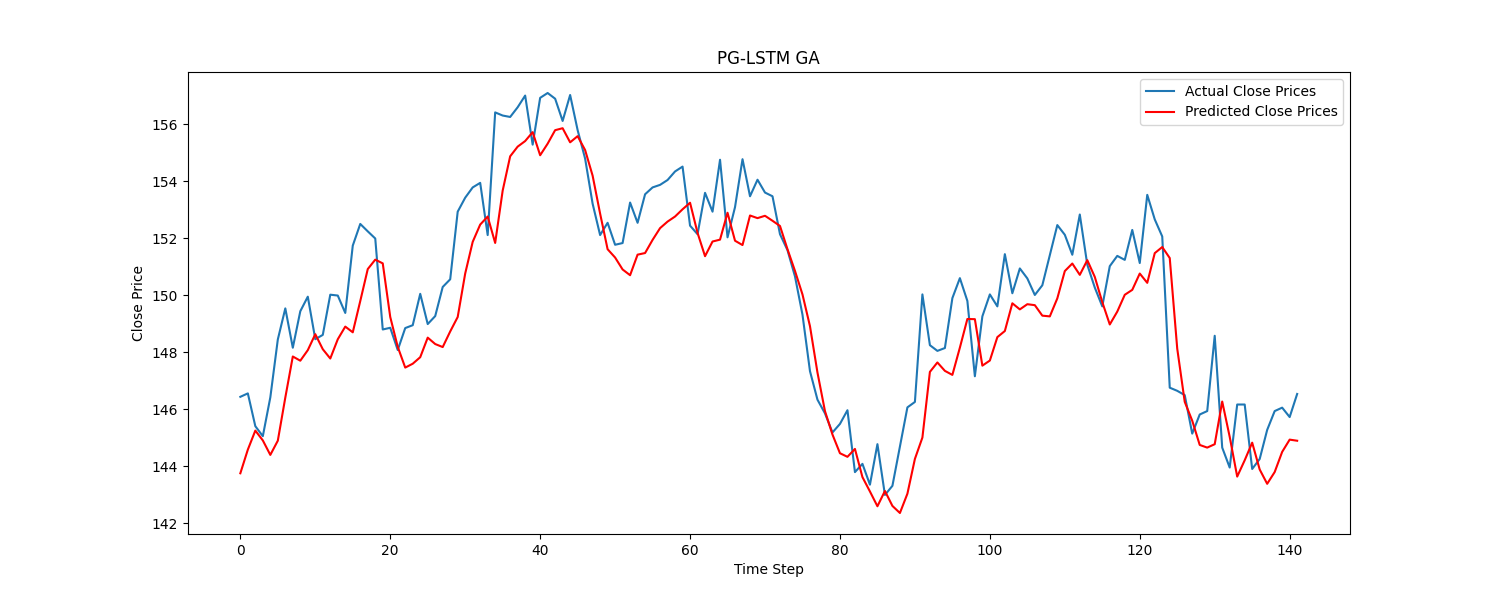 PG-LSTM GA
Actual Close Prices
Predicted Close Prices
Close Price
156
154
152
150
148
146
144
142
0 20 40 60 80 100 120 140
Time Step